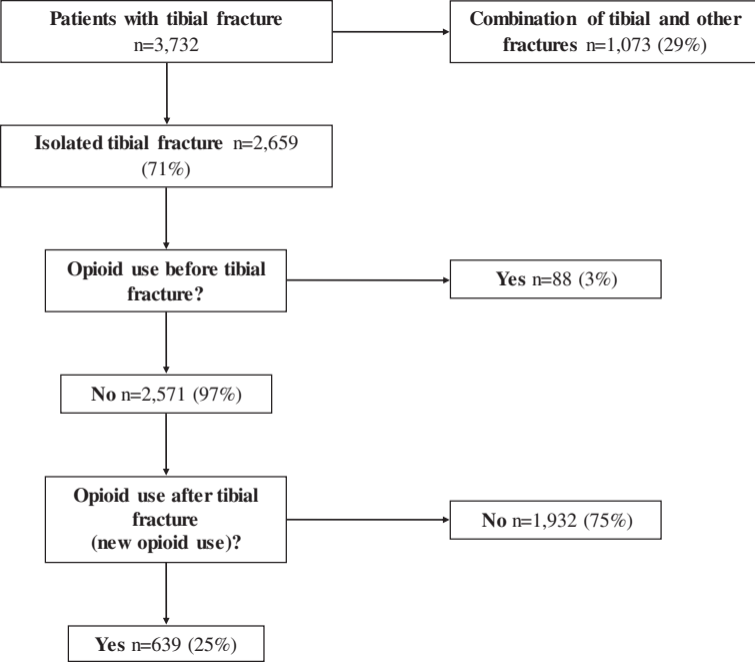 Patients with tibial fracture
n=3,732
Combination of tibial and other
fractures n=1,073 (29%)
Isolated tibial fracture n=2,659
(71%)
Opioid use before tibial
fracture?
Yes n=88 (3%)
No n=2,571 (97%)
Opioid use after tibial
fracture
(new opioid use)?
No n=1,932 (75%)
Yes n=639 (25%)